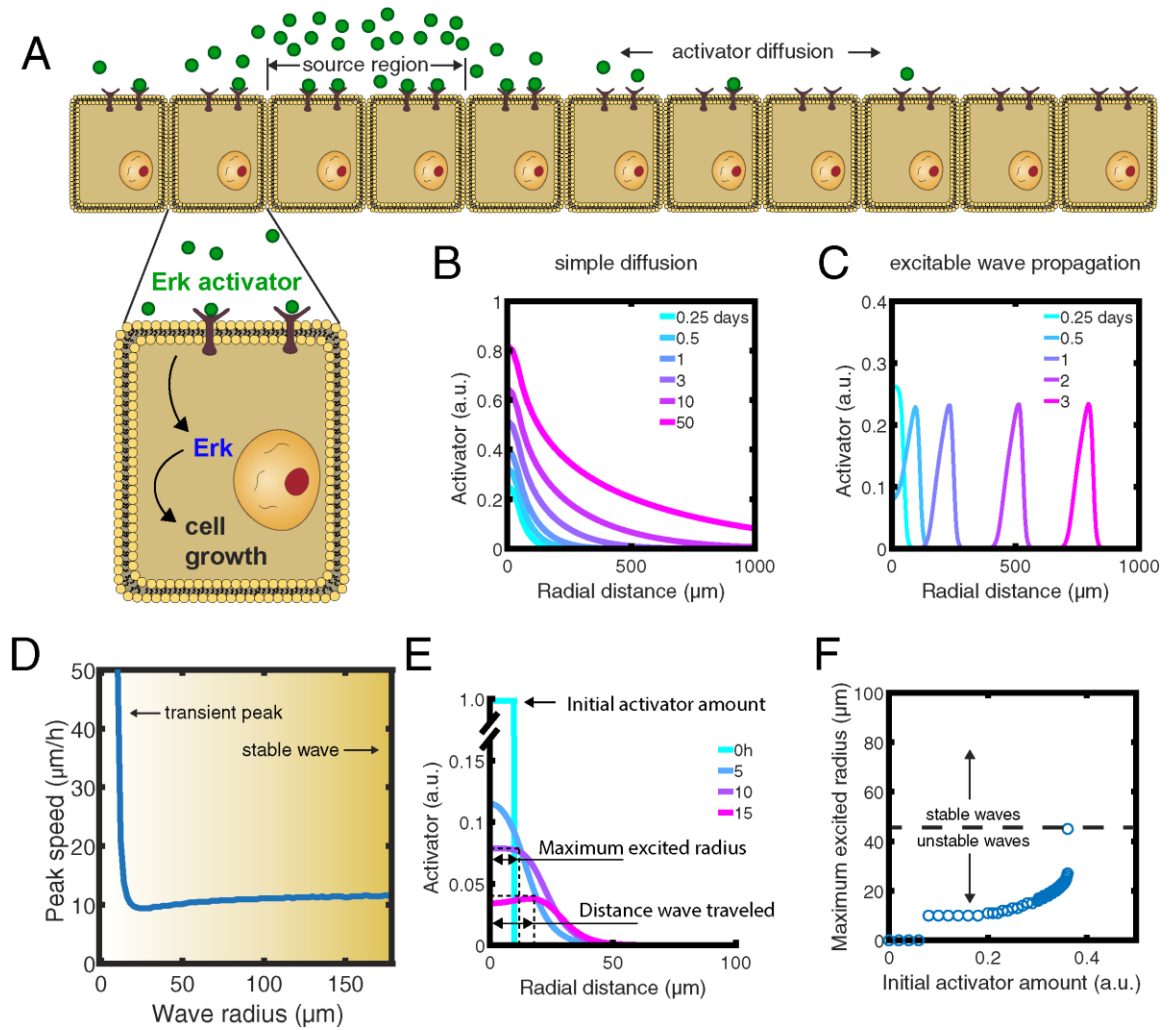 A
source region
activator diffusion
Erk activator
Erk
cell
growth
B
simple diffusion
1
0.8
0.6
0.4
0.2
0
Activator (a.u.)
0.25 days
0.5
1
3
10
50
0
500
1000
Radial distance (µm)
C
excitable wave propagation
0.4
0.3
0.2
0.1
0
Activator (a.u.)
0.25 days
0.5
1
2
3
0
500
1000
Radial distance (µm)
D
50
40
30
20
10
0
Peak speed (µm/h)
transient peak
stable wave
0
50
100
150
Wave radius (µm)
E
1.0
0.15
0.1
0.05
0
Activator (a.u.)
Initial activator amount
0h
5
10
15
Maximum excited radius
Distance wave traveled
0
100
Radial distance (µm)
F
100
80
60
40
20
0
Maximum excited radius (µm)
stable waves
unstable waves
0
0.2
0.4
Initial activator amount (a.u.)